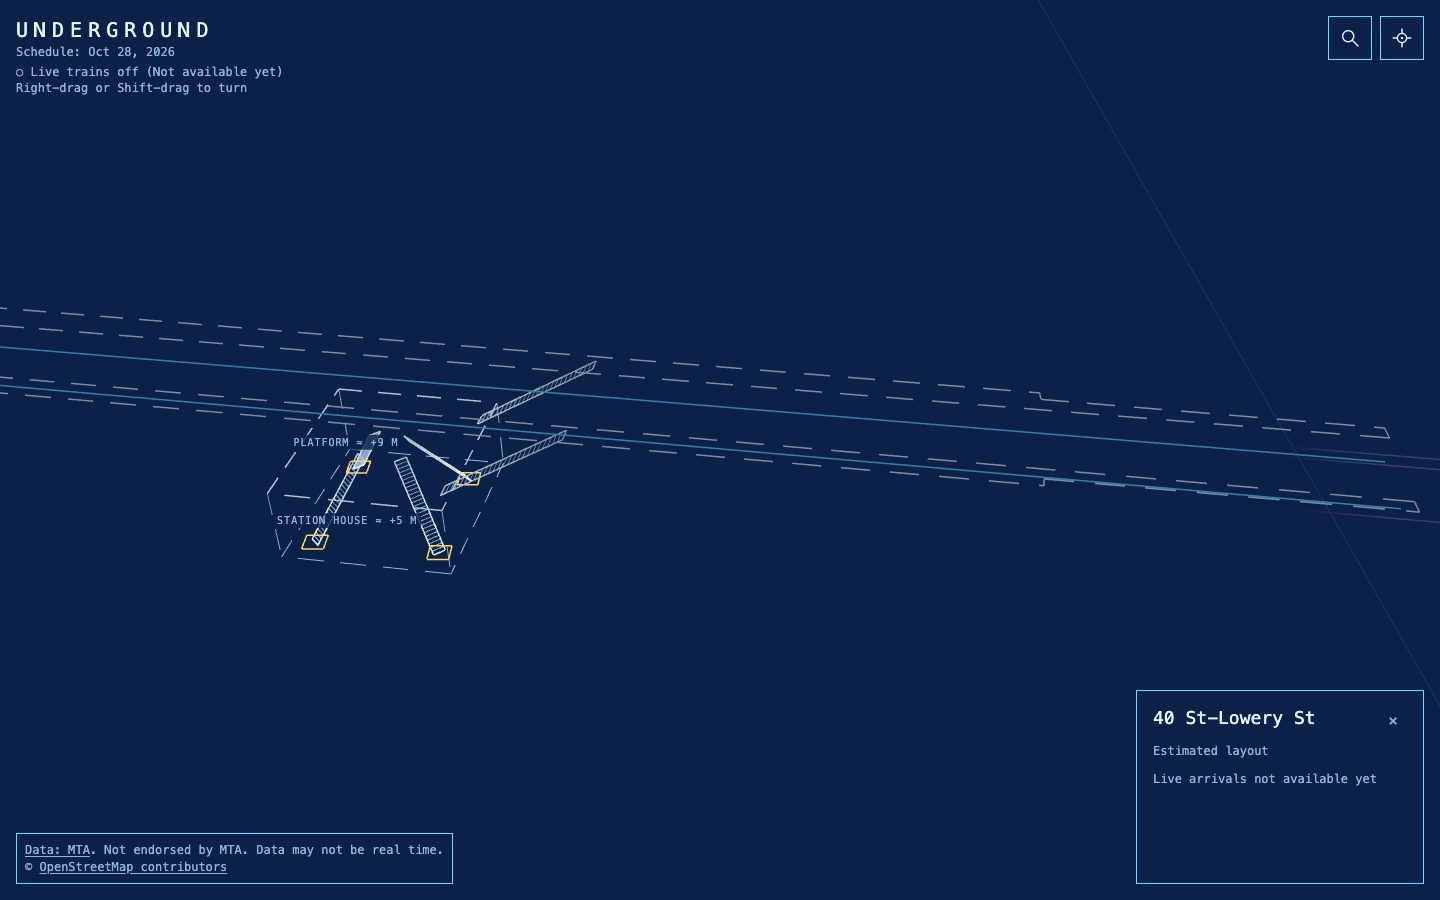 UNDERGROUND
Schedule: Oct 28, 2026
○ Live trains off (Not available yet)
Right-drag or Shift-drag to turn
PLATFORM ≈ +9 M
STATION HOUSE ≈ +5 M
40 St-Lowery St ×
Estimated layout
Live arrivals not available yet
Data: MTA. Not endorsed by MTA. Data may not be real time.
© OpenStreetMap contributors